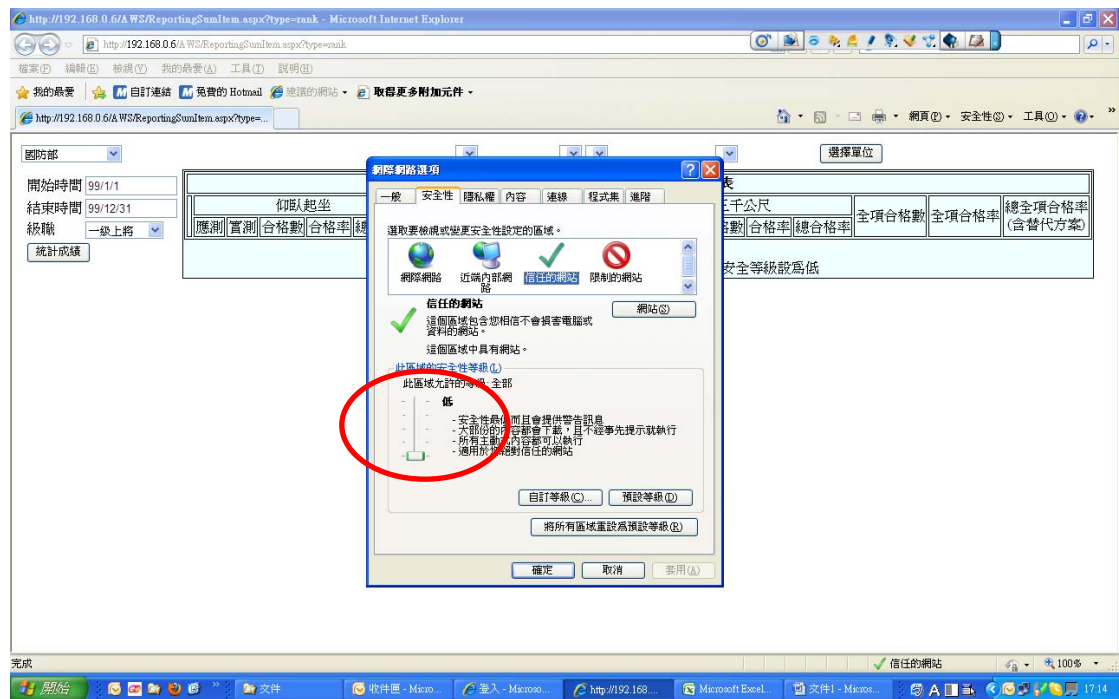 http://192.168.0.6/AWS/ReportingSumItem.aspx?type=rank - Microsoft Internet Explorer
http://192.168.0.6/AWS/ReportingSumItem.aspx?type=rank
檔案(F) 編輯(E) 檢視(V) 我的最愛(A) 工具(T) 說明(H)
我的最愛 自訂連結 免費的 Hotmail 建議的網站 取得更多附加元件
http://192.168.0.6/AWS/ReportingSumItem.aspx?type=... 網頁(P) 安全性(S) 工具(O) »
國防部 選擇單位
開始時間 99/1/1
結束時間 99/12/31
級職 一級上將
統計成績
表
仰臥起坐 三千公尺 全項合格數 全項合格率 總全項合格率
(含替代方案)
應測 實測 合格數 合格率 合格率 總合格率
安全等級設為低
網際網路選項
一般 安全性 隱私權 內容 連線 程式集 進階
選取要檢視或變更安全性設定的區域。
網際網路 近端內部網路 信任的網站 限制的網站
信任的網站
網站(S)
這個區域包含您相信不會損害電腦或
資料的網站。
這個區域中具有網站。
此區域的安全性等級(L)
此區域允許的等級: 全部
低
- 安全性最低而且會提供警告訊息
- 大部份的內容都會下載，且不經事先提示就執行
- 所有主動式內容都可以執行
- 適用於您絕對信任的網站
自訂等級(C)... 預設等級(D)
將所有區域重設為預設等級(R)
確定 取消 套用(A)
完成 信任的網站 100%
開始 » 文件 收件匣 - Micro... 登入 - Microso... http://192.168.... Microsoft Excel... 文件1 - Micros... A 17:14